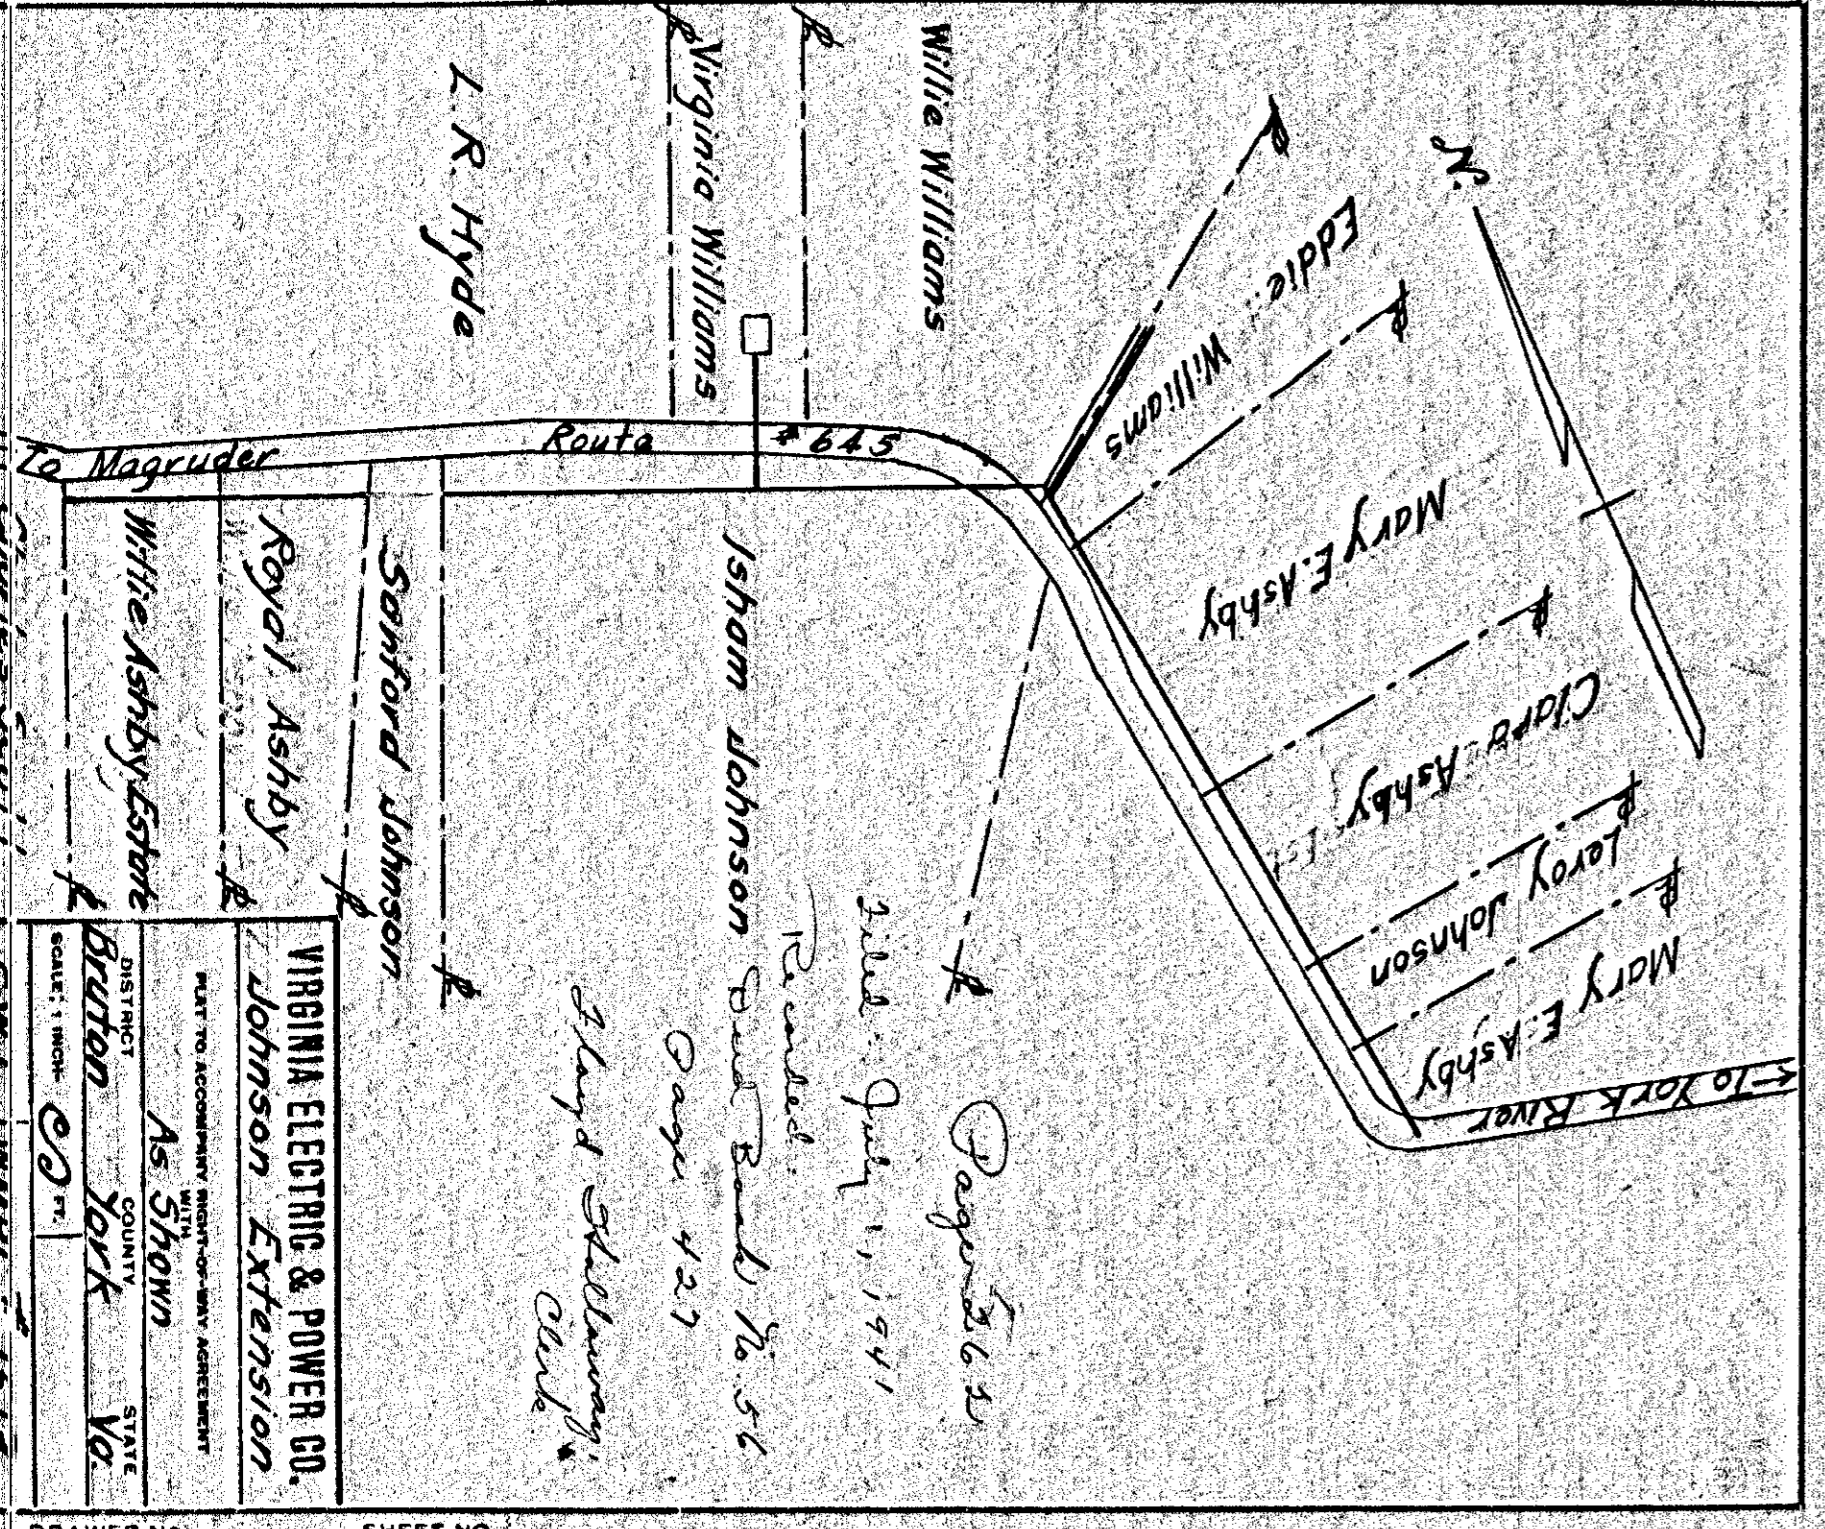 Willie Williams
Virginia Williams
L. R. Hyde
N.
Eddie Williams
Mary E. Ashby
Clara Ashby Est.
Leroy Johnson
Mary E. Ashby
← To York River
Route #645
To Magruder
Isham Johnson
Sanford Johnson
Royal Ashby
Willie Ashby Estate
Filed: July 1, 1941
Recorded:
Deed Book No. 56
Page 427
Clerk
VIRGINIA ELECTRIC & POWER CO.
Johnson Extension
PLAT TO ACCOMPANY RIGHT-OF-WAY AGREEMENT
WITH
As Shown
DISTRICT COUNTY STATE
Bruton York Va.
SCALE: 1 INCH= FT.
SHEET NO